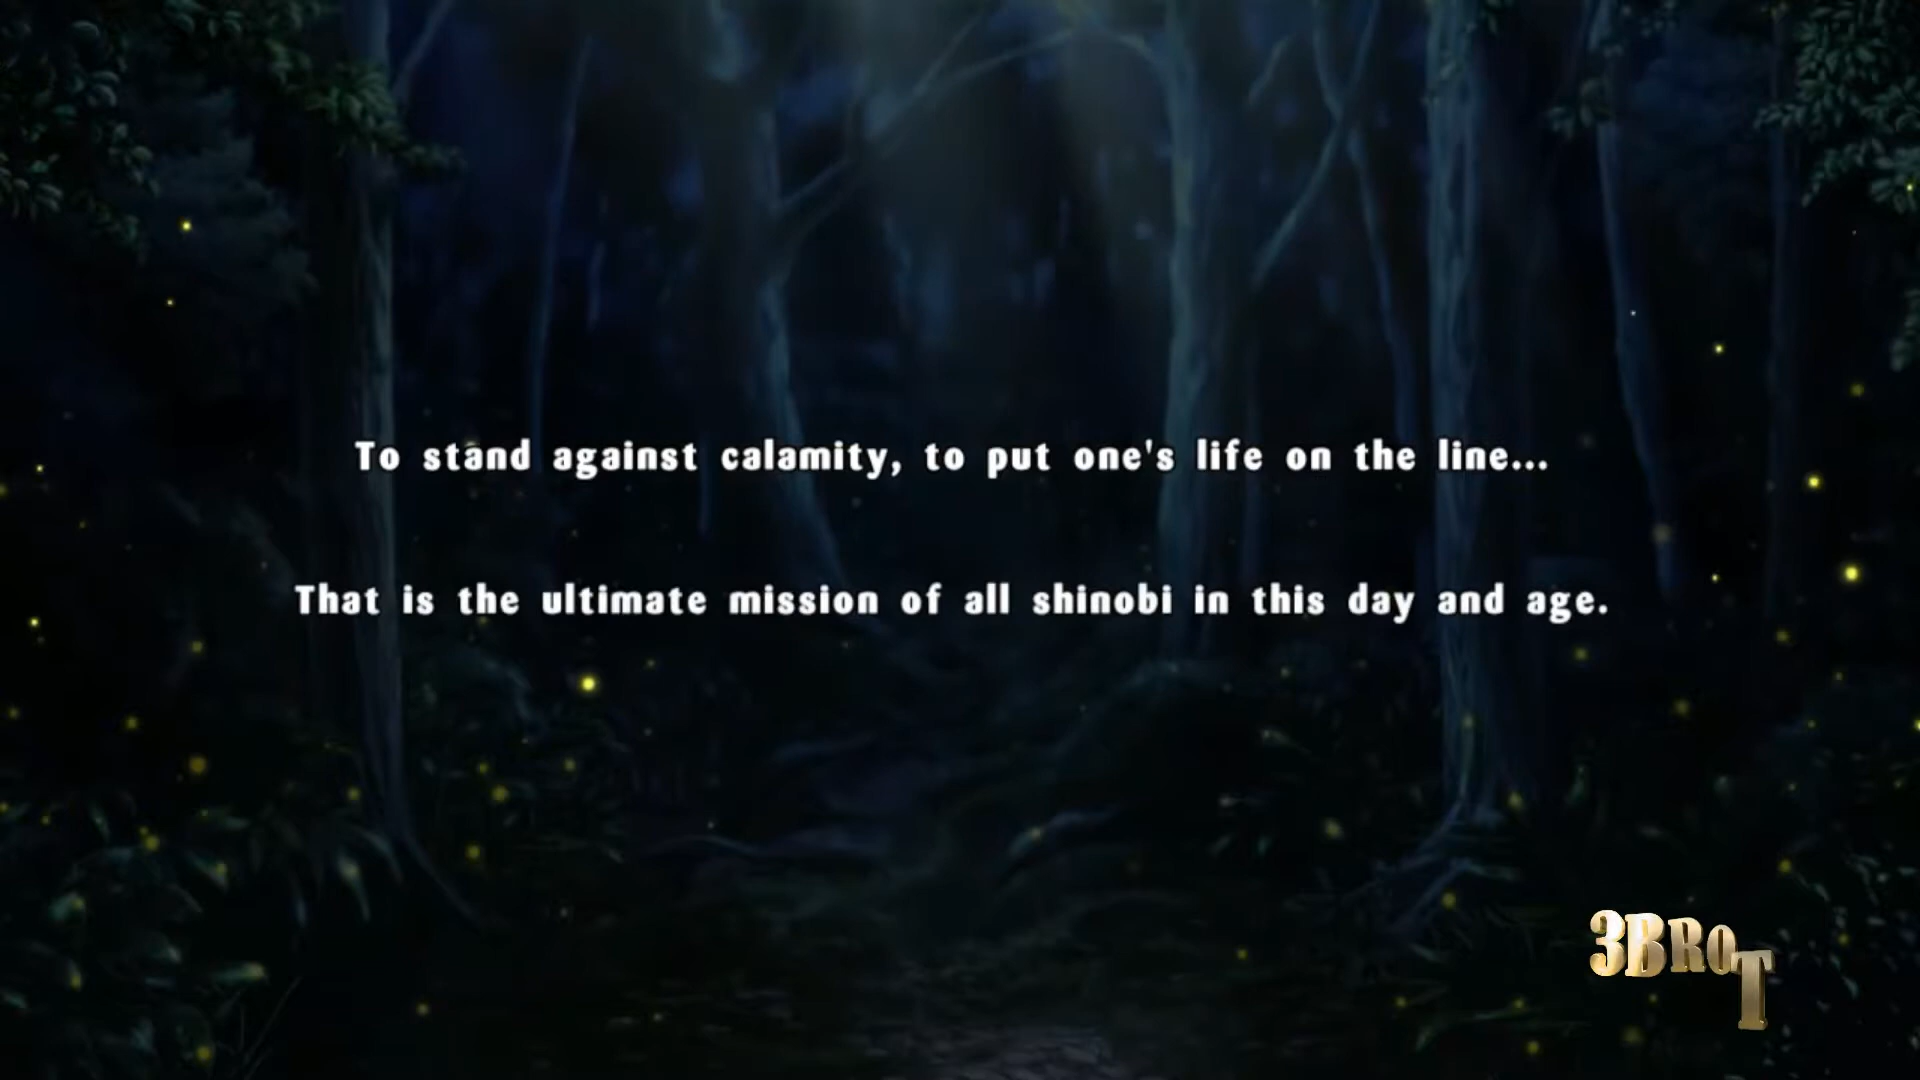 To stand against calamity, to put one's life on the line...
That is the ultimate mission of all shinobi in this day and age.
3BROT